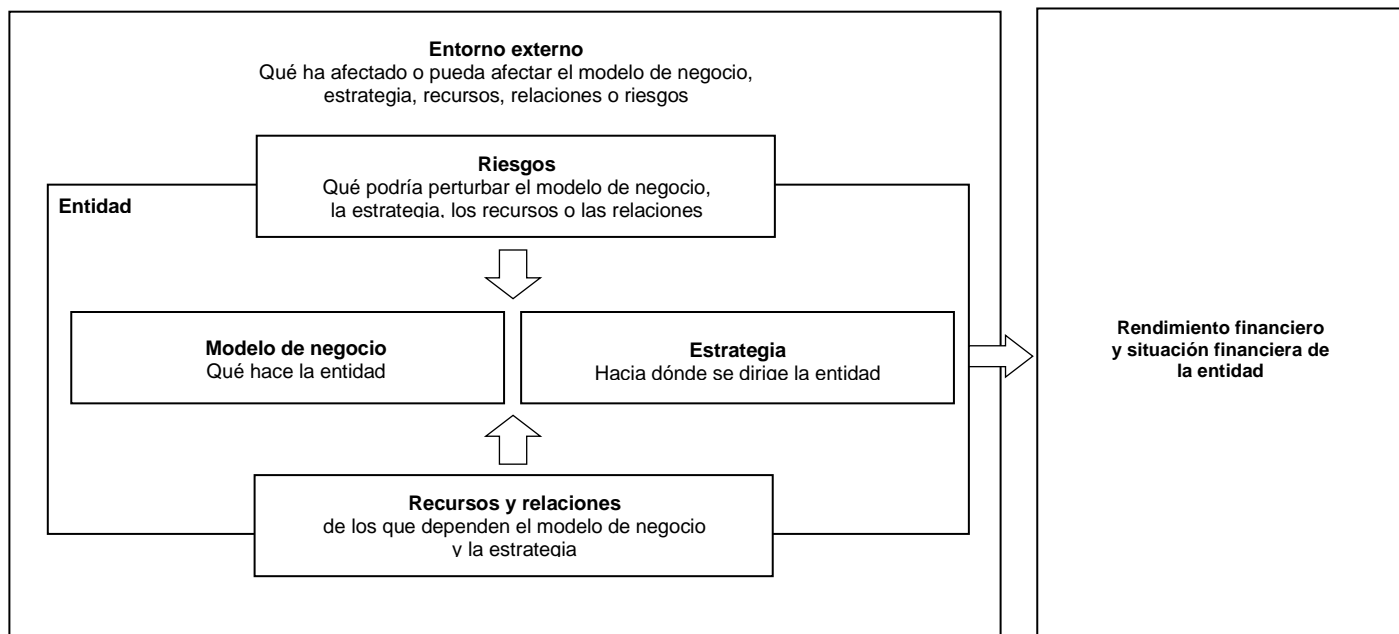 Entorno externo
Qué ha afectado o pueda afectar el modelo de negocio,
estrategia, recursos, relaciones o riesgos
Riesgos
Qué podría perturbar el modelo de negocio,
la estrategia, los recursos o las relaciones
Entidad
Modelo de negocio
Qué hace la entidad
Estrategia
Hacia dónde se dirige la entidad
Recursos y relaciones
de los que dependen el modelo de negocio
y la estrategia
Rendimiento financiero
y situación financiera de
la entidad